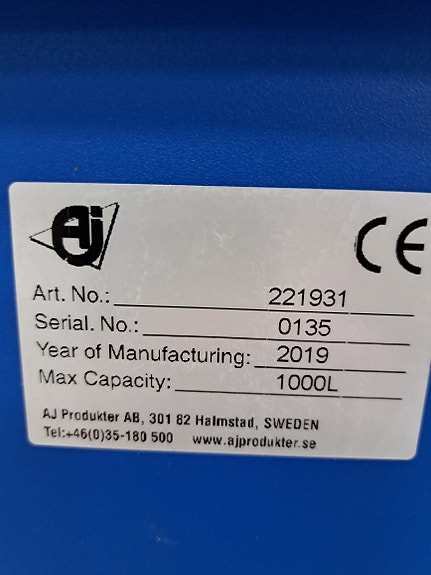 AJ
CE
Art. No.: 221931
Serial. No.: 0135
Year of Manufacturing: 2019
Max Capacity: 1000L
AJ Produkter AB, 301 82 Halmstad, SWEDEN
Tel:+46(0)35-180 500 www.ajprodukter.se